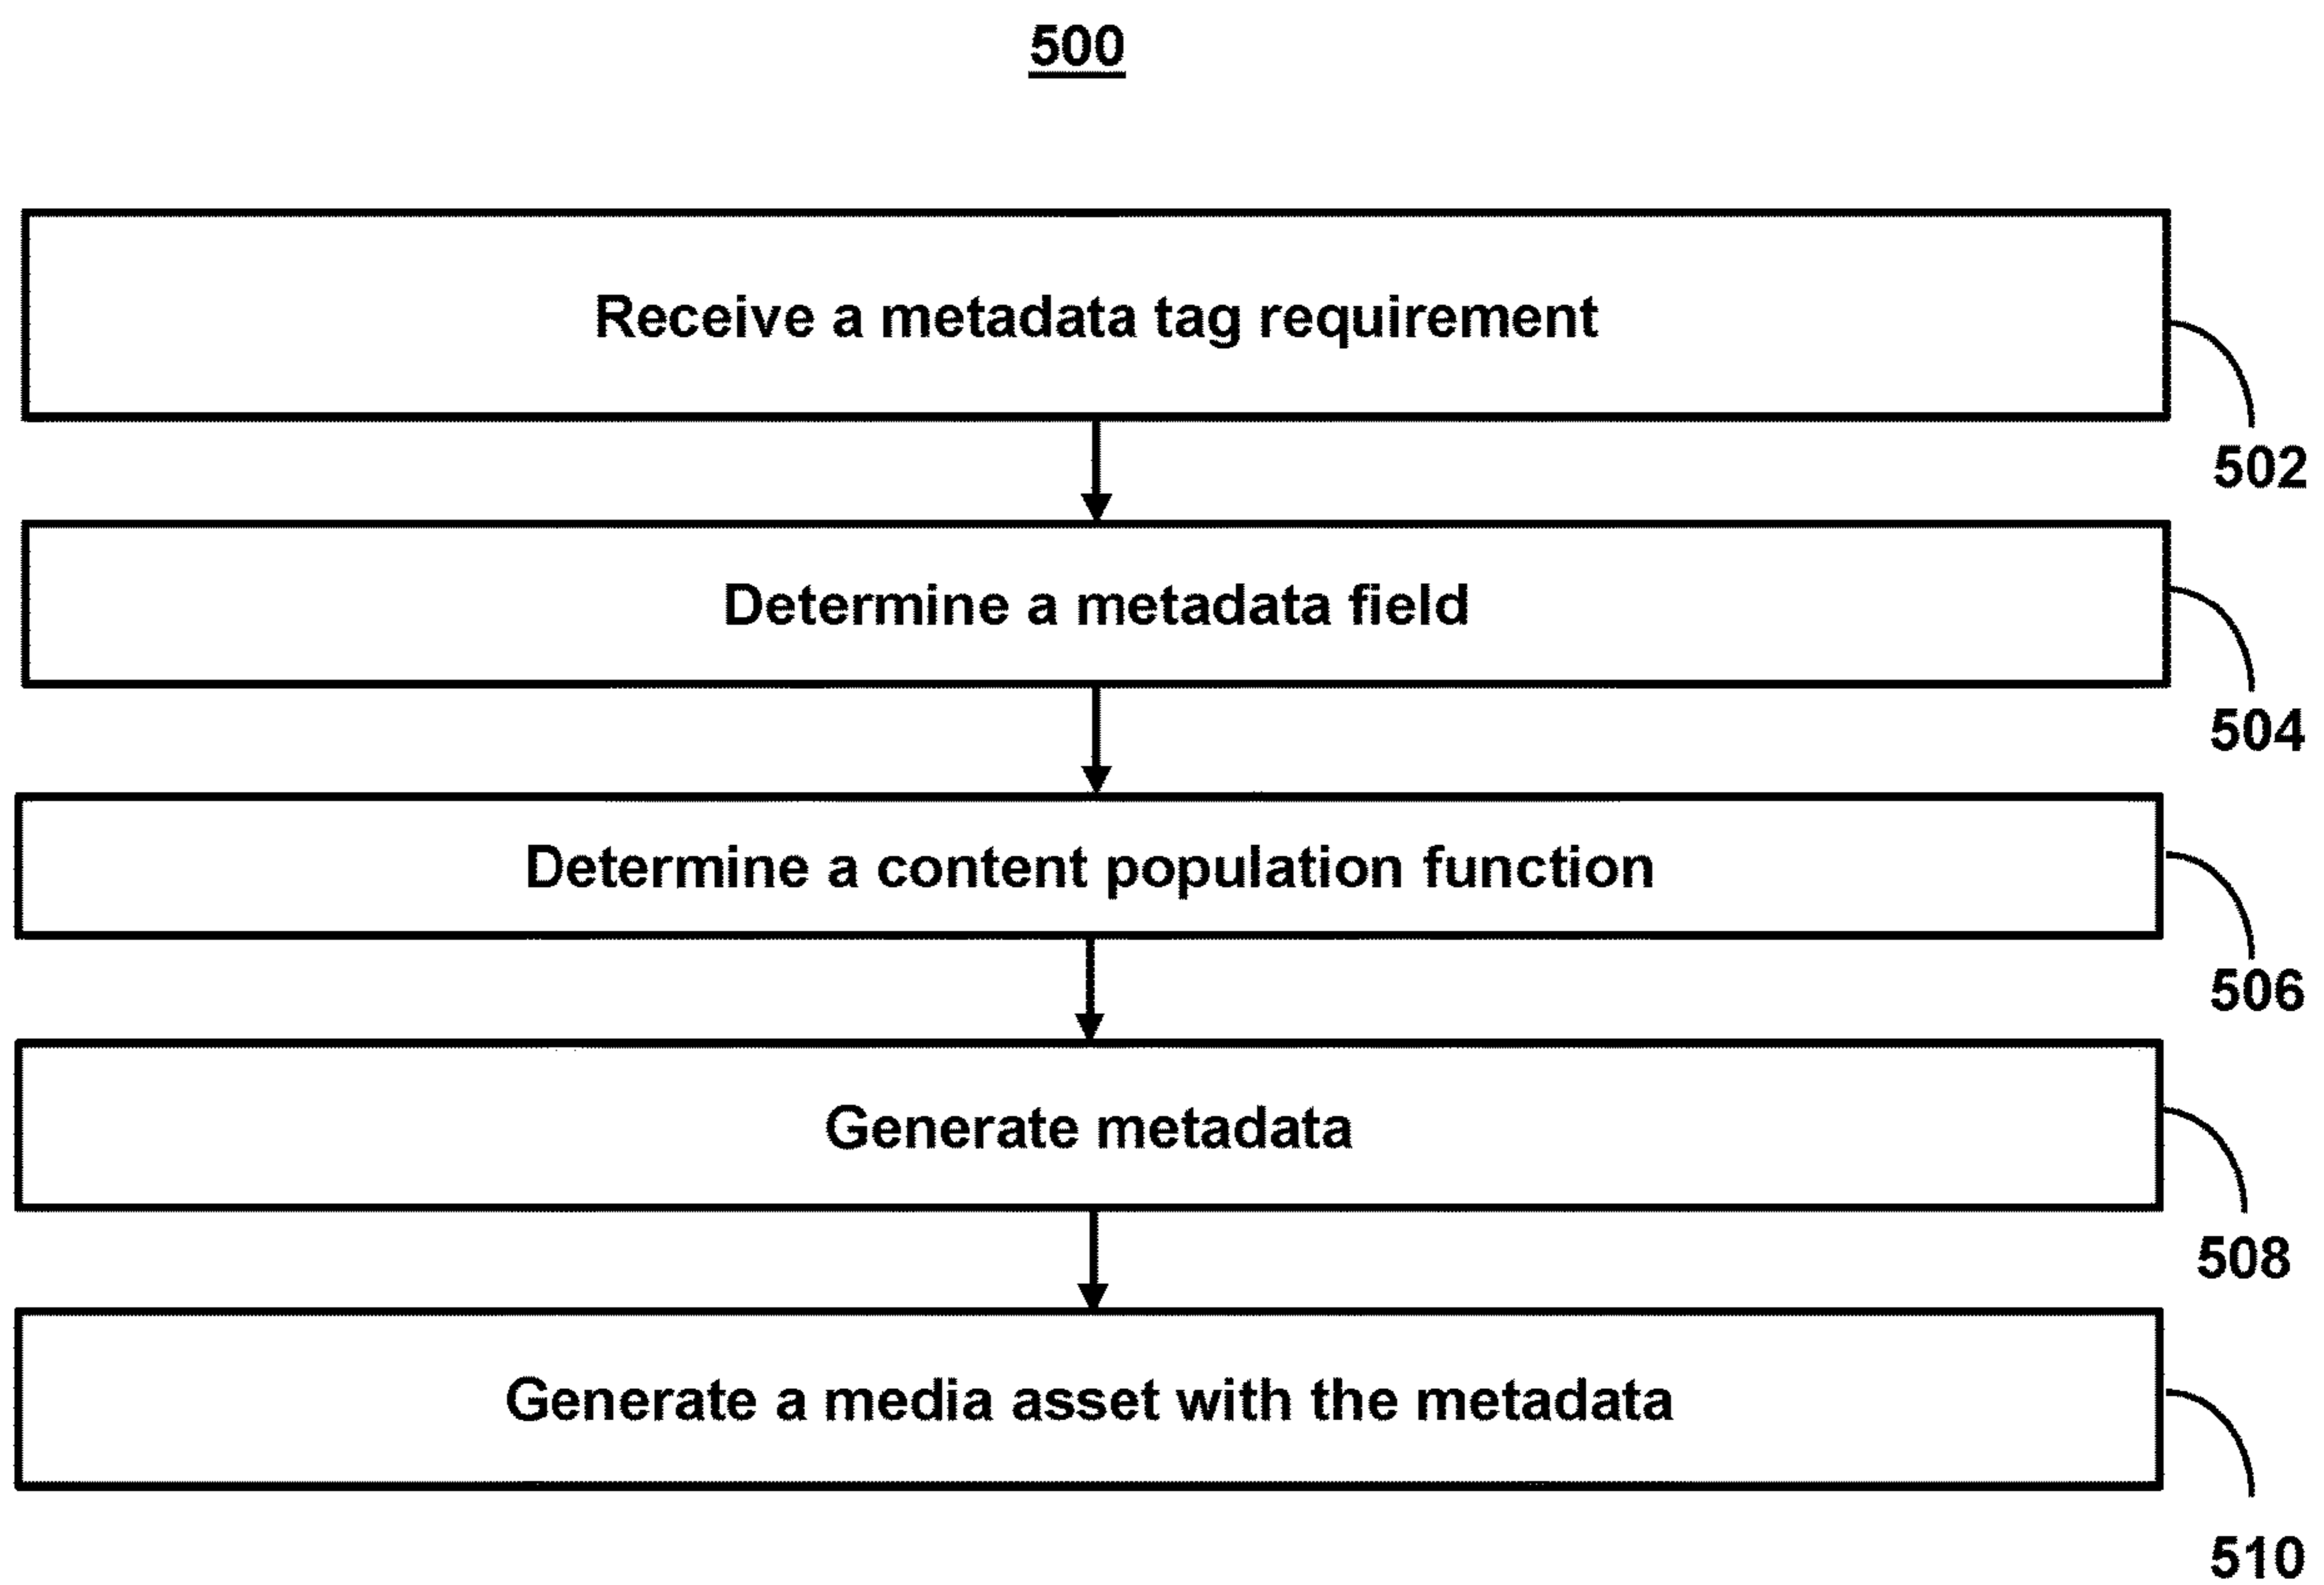 500
Receive a metadata tag requirement
502
Determine a metadata field
504
Determine a content population function
506
Generate metadata
508
Generate a media asset with the metadata
510